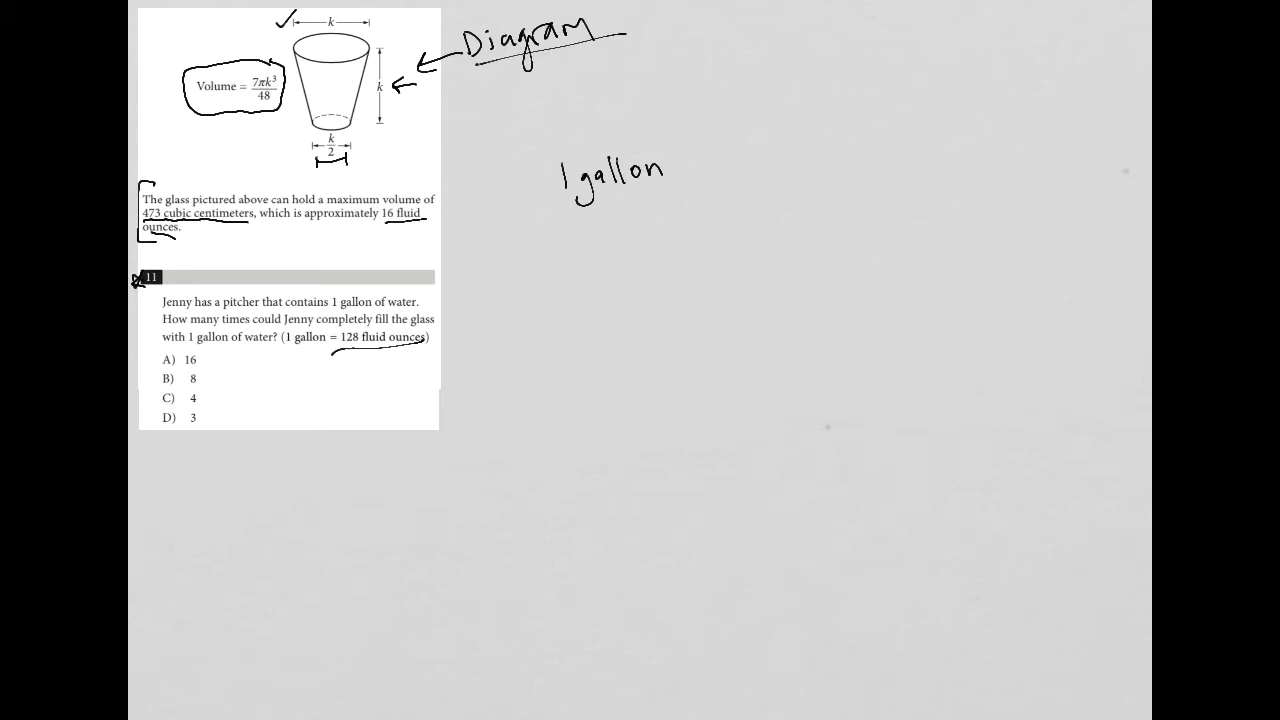 k
Diagram
Volume = 7πk³/48
k
k/2
1 gallon
The glass pictured above can hold a maximum volume of
473 cubic centimeters, which is approximately 16 fluid
ounces.
11
Jenny has a pitcher that contains 1 gallon of water.
How many times could Jenny completely fill the glass
with 1 gallon of water? (1 gallon = 128 fluid ounces)
A) 16
B) 8
C) 4
D) 3